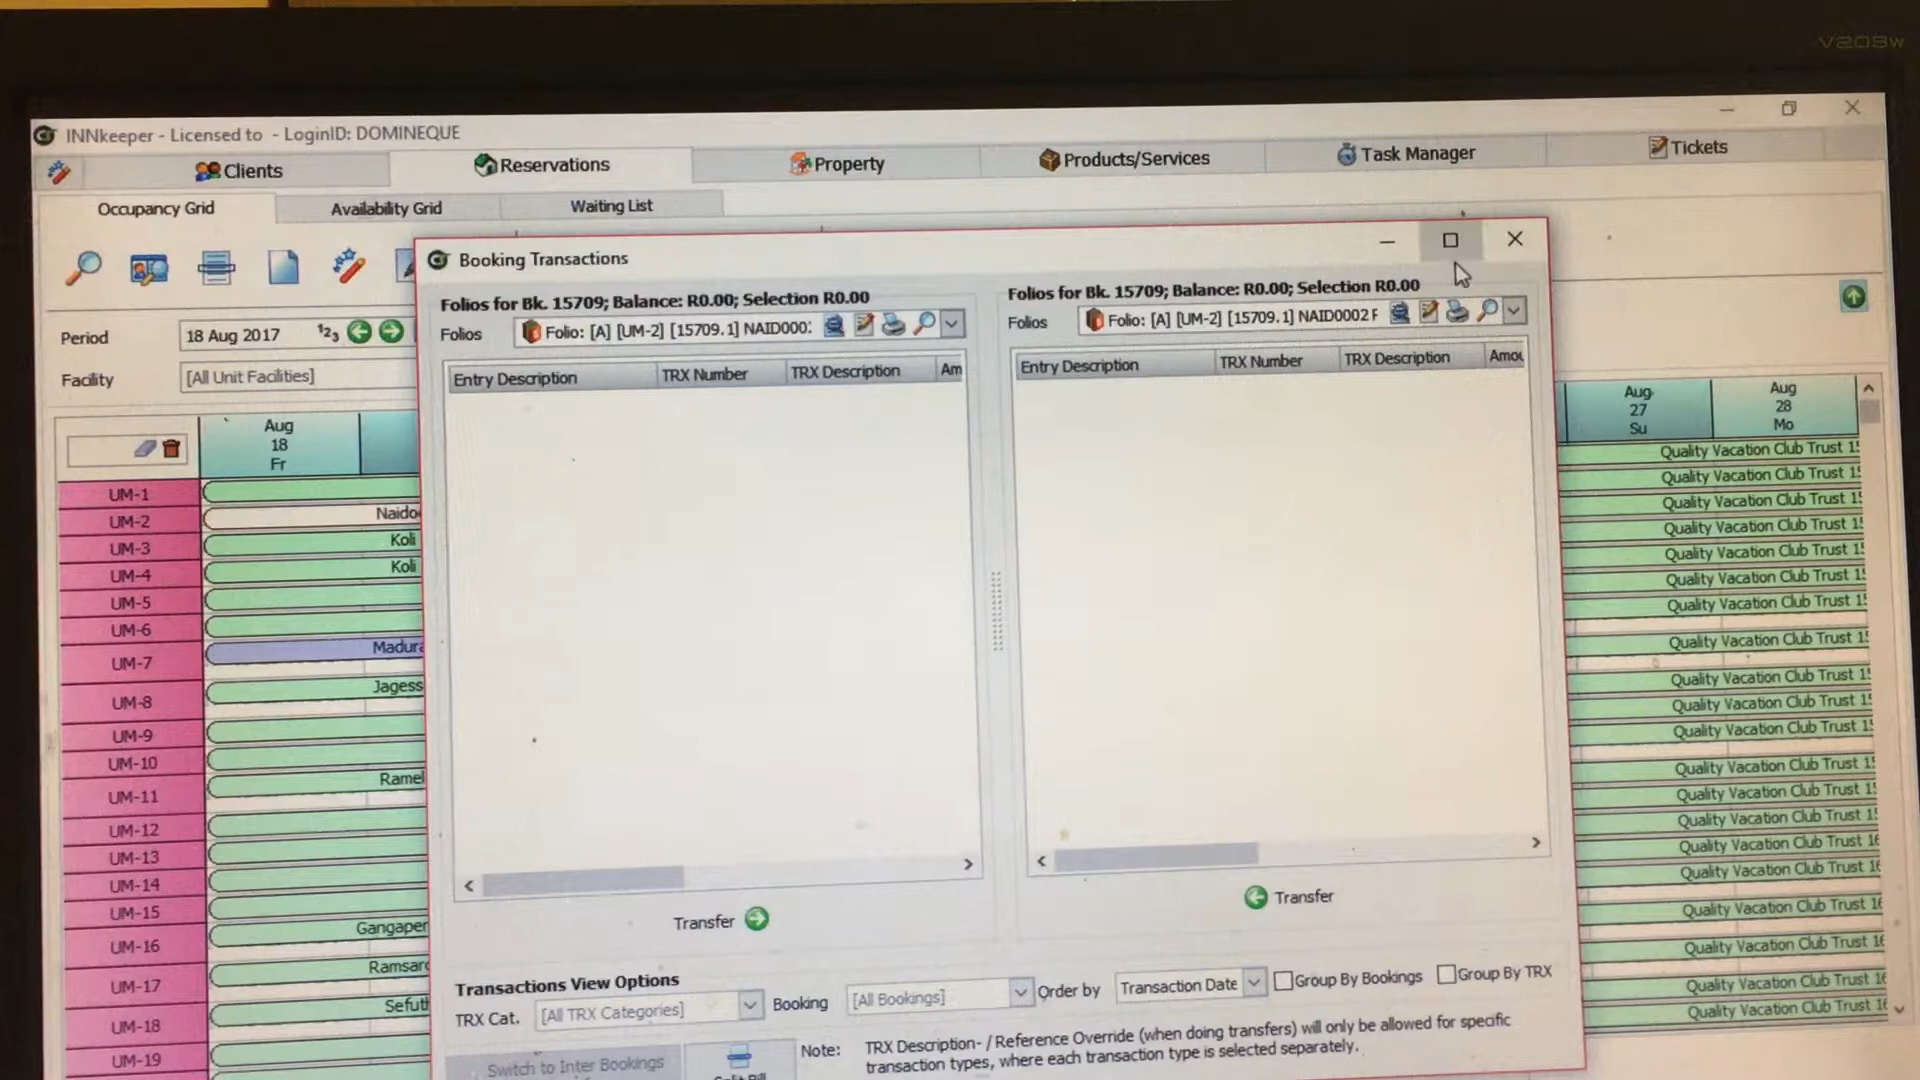 V203W
INNkeeper - Licensed to - LoginID: DOMINEQUE
Clients
Reservations
Property
Products/Services
Task Manager
Tickets
Occupancy Grid
Availability Grid
Waiting List
Period
18 Aug 2017
Facility
[All Unit Facilities]
Booking Transactions
Folios for Bk. 15709; Balance: R0.00; Selection R0.00
Folios
Folio: [A] [UM-2] [15709.1] NAID000:
Entry Description
TRX Number
TRX Description
Am
Transfer
Folios for Bk. 15709; Balance: R0.00; Selection R0.00
Folios
Folio: [A] [UM-2] [15709.1] NAID0002 F
Entry Description
TRX Number
TRX Description
Amou
Transfer
Transactions View Options
TRX Cat.
[All TRX Categories]
Booking
[All Bookings]
Order by
Transaction Date
Group By Bookings
Group By TRX
Switch to Inter Bookings
Note:
TRX Description- / Reference Override (when doing transfers) will only be allowed for specific
transaction types, where each transaction type is selected separately.
Aug
18
Fr
Aug
27
Su
Aug
28
Mo
UM-1
UM-2
Naido
UM-3
Koli
UM-4
Koli
UM-5
UM-6
UM-7
Madura
UM-8
Jagess
UM-9
UM-10
UM-11
Ramel
UM-12
UM-13
UM-14
UM-15
UM-16
Gangaper
UM-17
Ramsaro
UM-18
Sefuth
UM-19
Quality Vacation Club Trust 15
Quality Vacation Club Trust 15
Quality Vacation Club Trust 15
Quality Vacation Club Trust 15
Quality Vacation Club Trust 15
Quality Vacation Club Trust 15
Quality Vacation Club Trust 15
Quality Vacation Club Trust 15
Quality Vacation Club Trust 15
Quality Vacation Club Trust 15
Quality Vacation Club Trust 15
Quality Vacation Club Trust 15
Quality Vacation Club Trust 15
Quality Vacation Club Trust 15
Quality Vacation Club Trust 16
Quality Vacation Club Trust 16
Quality Vacation Club Trust 16
Quality Vacation Club Trust 16
Quality Vacation Club Trust 16
Quality Vacation Club Trust 16